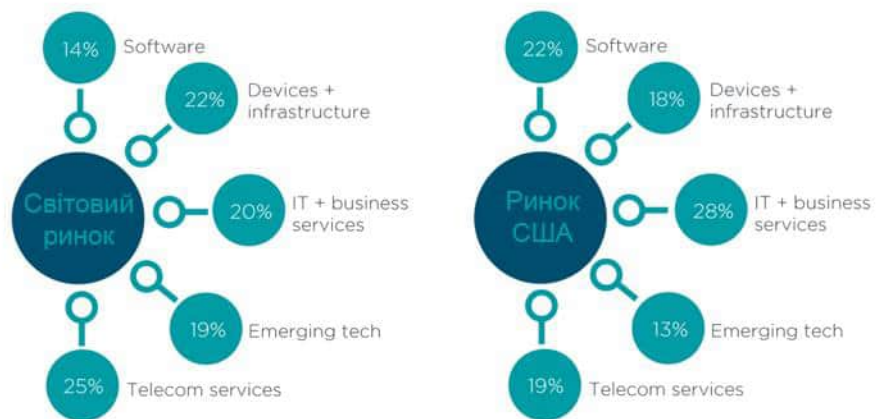 14%
Software
22%
Devices +
infrastructure
Світовий
ринок
20%
IT + business
services
19%
Emerging tech
25%
Telecom services
22%
Software
18%
Devices +
infrastructure
Ринок
США
28%
IT + business
services
13%
Emerging tech
19%
Telecom services